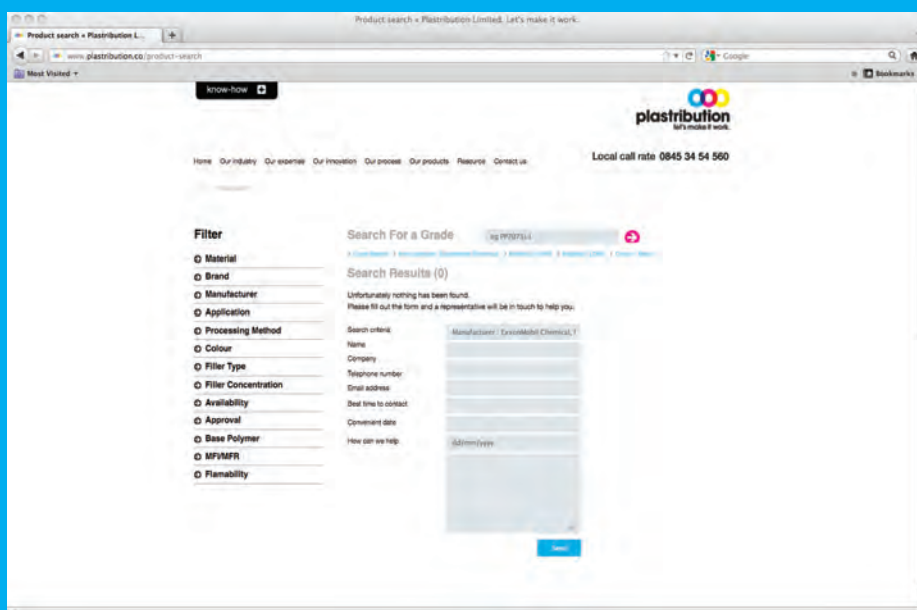 Product search « Plastribution Limited. Let's make it work.
Product search « Plastribution L...
www.plastribution.co/product-search
Google
Most Visited
Bookmarks
know-how
plastribution
let's make it work.
Home Our industry Our expertise Our innovation Our process Our products Resource Contact us
Local call rate 0845 34 54 560
Filter
Material
Brand
Manufacturer
Application
Processing Method
Colour
Filler Type
Filler Concentration
Availability
Approval
Base Polymer
MFI/MFR
Flamability
Search For a Grade
Search Results (0)
Unfortunately nothing has been found.
Please fill out the form and a representative will be in touch to help you.
Search criteria
Manufacturer : ExxonMobil Chemical,
Name
Company
Telephone number
Email address
Best time to contact
Convenient date
How can we help
dd/mm/yyyy
Send